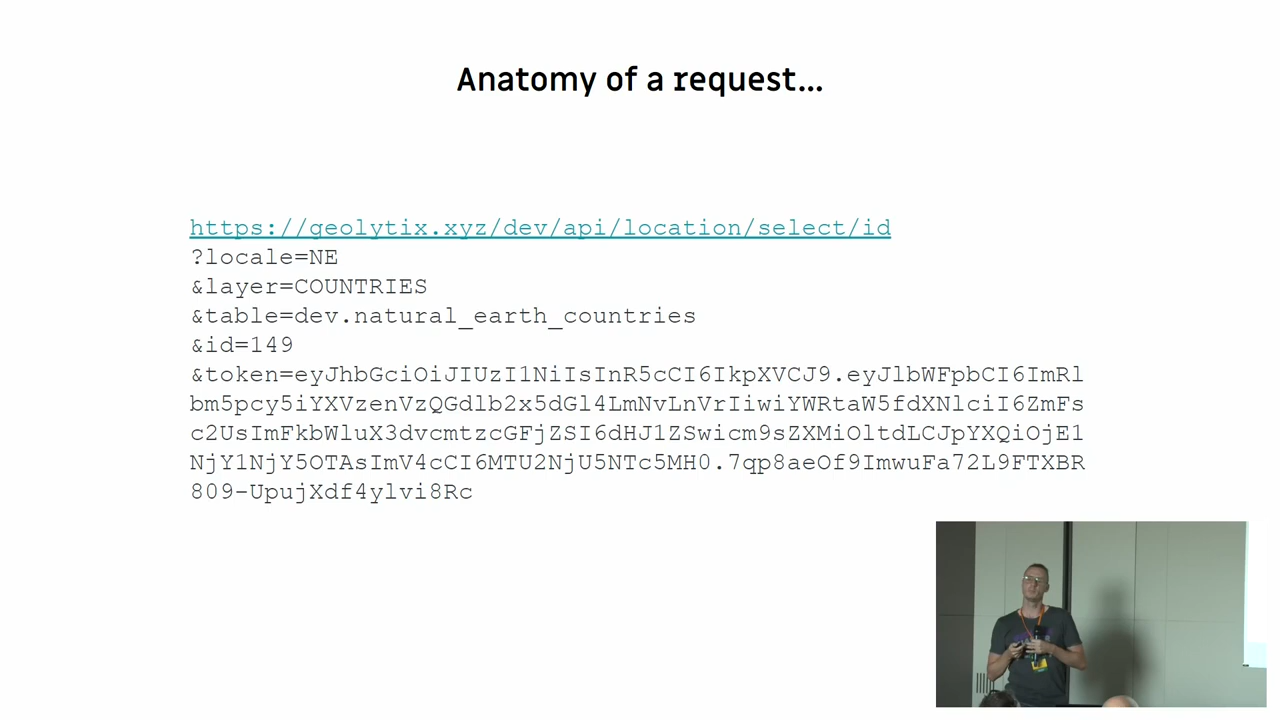 Anatomy of a request...
https://geolytix.xyz/dev/api/location/select/id
?locale=NE
&layer=COUNTRIES
&table=dev.natural_earth_countries
&id=149
&token=eyJhbGciOiJIUzI1NiIsInR5cCI6IkpXVCJ9.eyJlbWFpbCI6ImRl
bm5pcy5iYXVzenVzQGdlb2x5dGl4LmNvLnVrIiwiYWRtaW5fdXNlciI6ZmFs
c2UsImFkbWluX3dvcmtzcGFjZSI6dHJ1ZSwicm9sZXMiOltdLCJpYXQiOjE1
NjY1NjY5OTAsImV4cCI6MTU2NjU5NTc5MH0.7qp8aeOf9ImwuFa72L9FTXBR
809-UpujXdf4ylvi8Rc